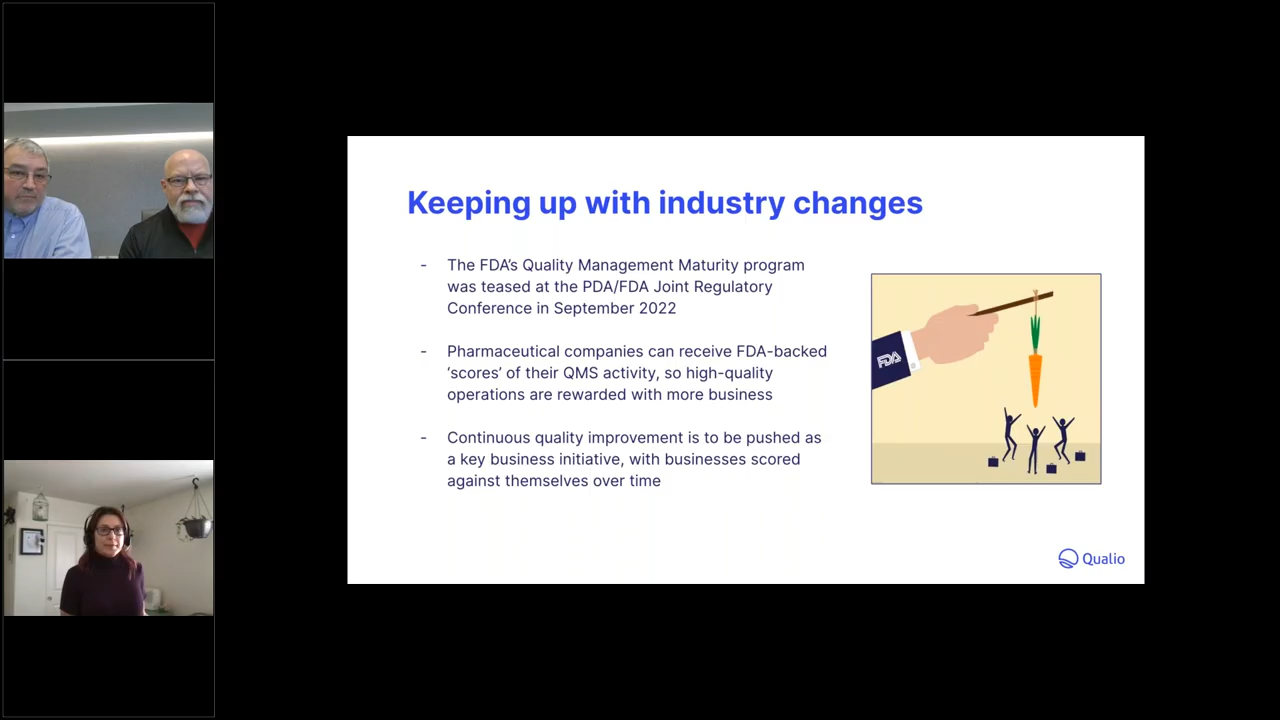 Keeping up with industry changes
- The FDA’s Quality Management Maturity program
was teased at the PDA/FDA Joint Regulatory
Conference in September 2022
- Pharmaceutical companies can receive FDA-backed
‘scores’ of their QMS activity, so high-quality
operations are rewarded with more business
- Continuous quality improvement is to be pushed as
a key business initiative, with businesses scored
against themselves over time
FDA
Qualio